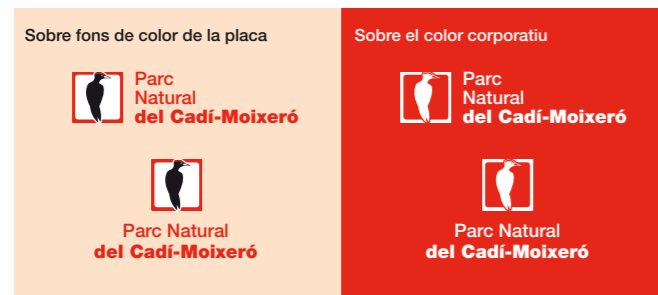 Sobre fons de color de la placa
Parc
Natural
del Cadí-Moixeró
Parc Natural
del Cadí-Moixeró
Sobre el color corporatiu
Parc
Natural
del Cadí-Moixeró
Parc Natural
del Cadí-Moixeró